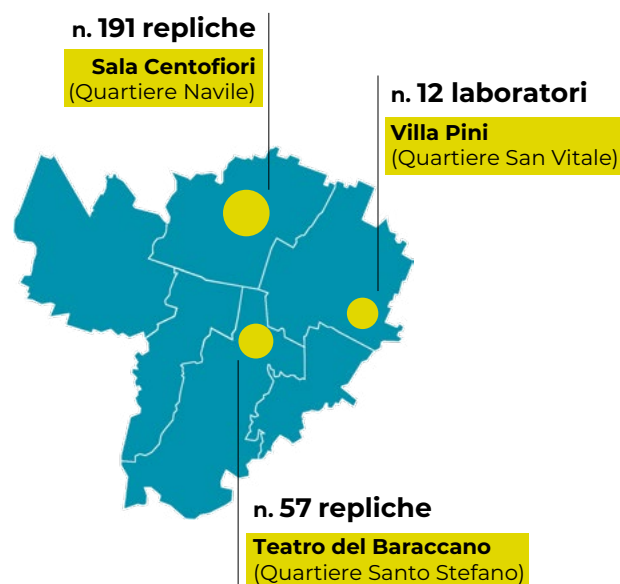 n. 191 repliche
Sala Centofiori
(Quartiere Navile)
n. 12 laboratori
Villa Pini
(Quartiere San Vitale)
n. 57 repliche
Teatro del Baraccano
(Quartiere Santo Stefano)